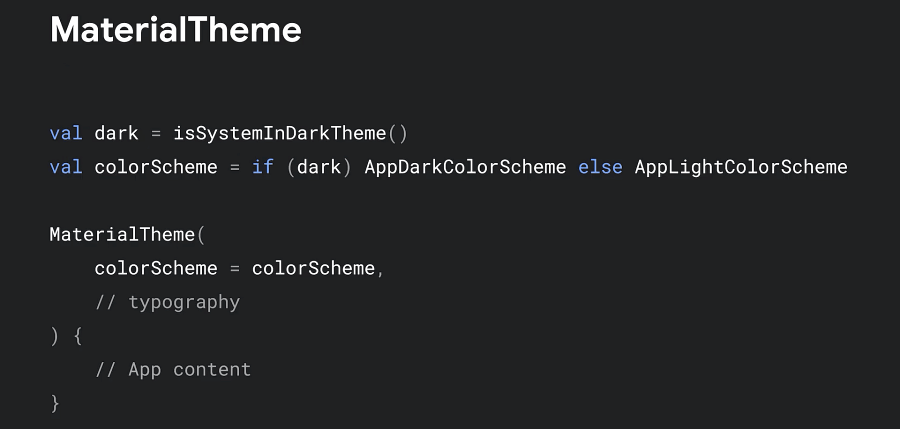 MaterialTheme
val dark = isSystemInDarkTheme()
val colorScheme = if (dark) AppDarkColorScheme else AppLightColorScheme
MaterialTheme(
    colorScheme = colorScheme,
    // typography
) {
    // App content
}